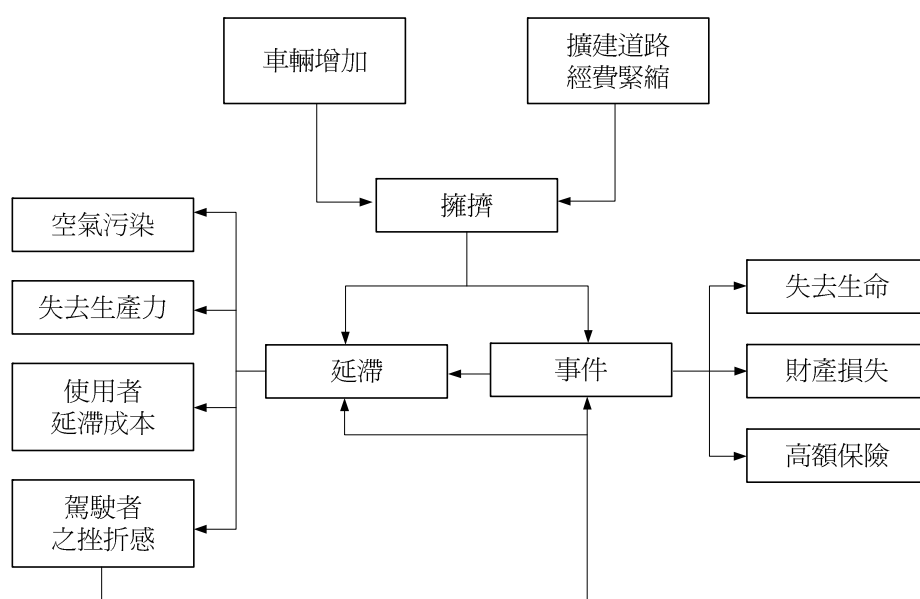 車輛增加
擴建道路
經費緊縮
擁擠
空氣污染
失去生產力
使用者
延滯成本
駕駛者
之挫折感
延滯
事件
失去生命
財產損失
高額保險